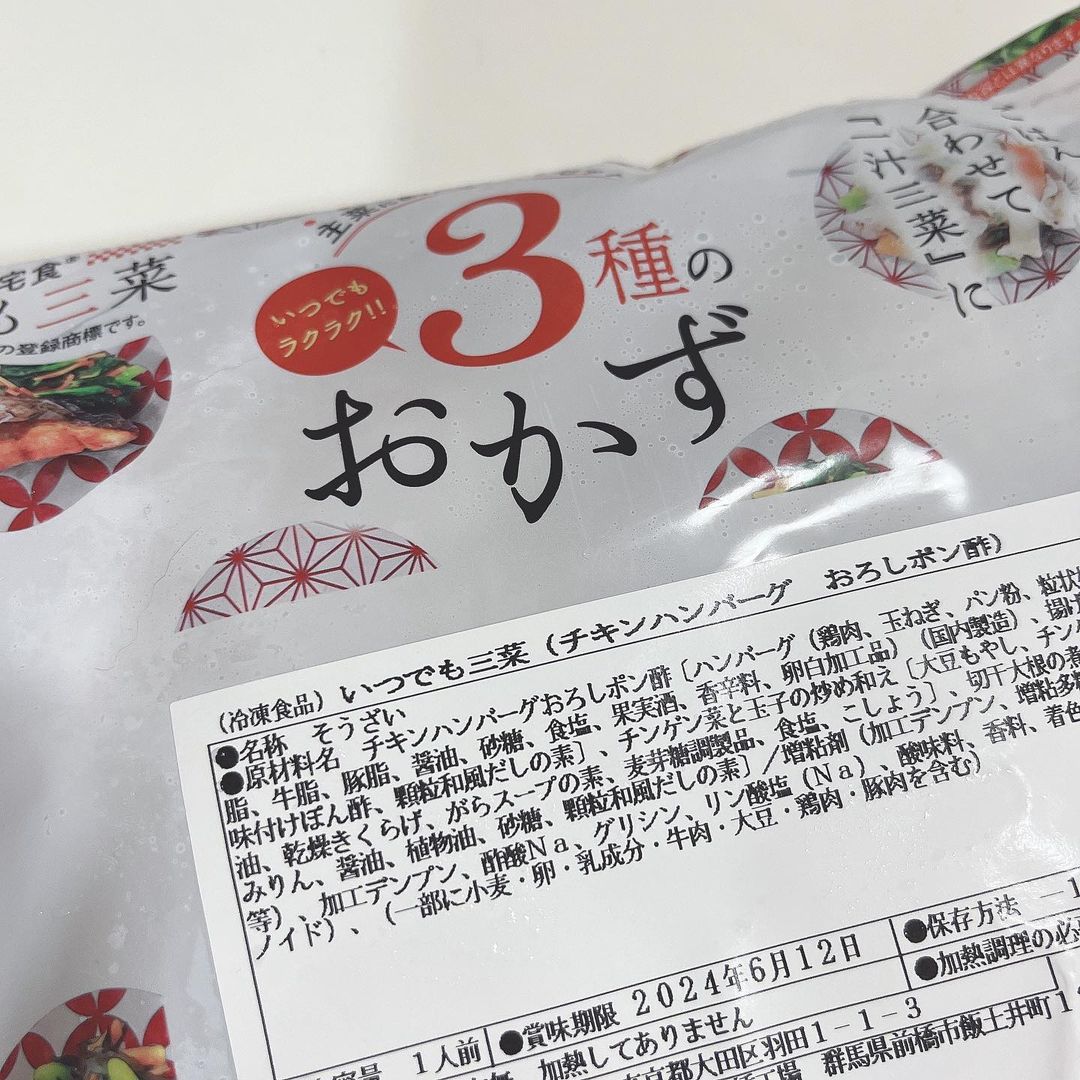 宅食®
も三菜
の登録商標です。
いつでも
ラクラク!!
3種の
おかず
ごはん
合わせて
『一汁三菜』に
(冷凍食品) いつでも三菜 (チキンハンバーグ おろしポン酢)
●名称 そうざい
●原材料名 チキンハンバーグおろしポン酢〔ハンバーグ(鶏肉、玉ねぎ、パン粉、粒状
脂、牛脂、豚脂、醤油、砂糖、食塩、果実酒、香辛料、卵白加工品)(国内製造)、揚げ
味付けぽん酢、顆粒和風だしの素〕、チンゲン菜と玉子の炒め和え〔大豆もやし、チンゲ
油、乾燥きくらげ、がらスープの素、麦芽糖調製品、食塩、こしょう〕、切干大根の煮
みりん、醤油、植物油、砂糖、顆粒和風だしの素〕/増粘剤(加工デンプン、増粘多糖
等)、加工デンプン、酢酸Na、グリシン、リン酸塩(Na)、酸味料、香料、着色
ノイド)、(一部に小麦・卵・乳成分・牛肉・大豆・鶏肉・豚肉を含む)
1人前
●賞味期限 2024年6月12日
●保存方法 −1
加熱してありません
●加熱調理の必
東京都大田区羽田1-1-3
工場 群馬県前橋市飯土井町1